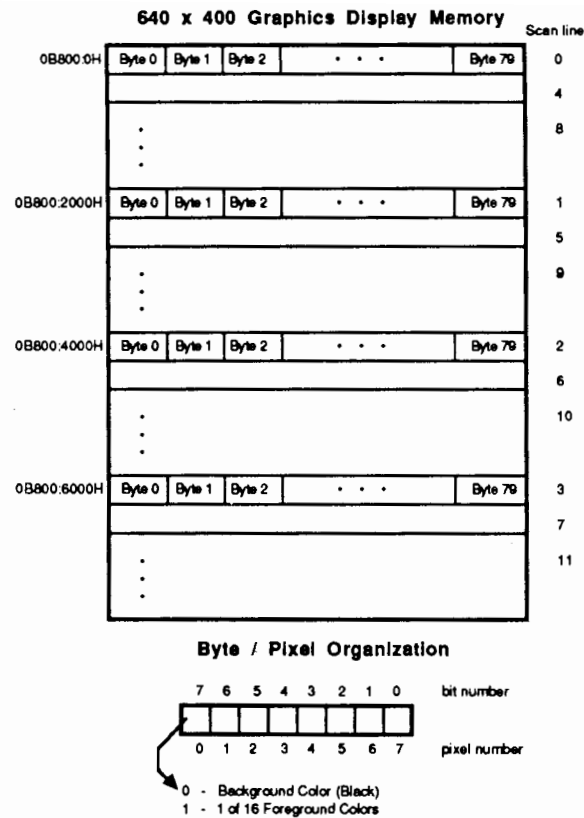 640 x 400 Graphics Display Memory
Scan line
0B800:0H Byte 0 Byte 1 Byte 2 . . . Byte 79 0
4
8
0B800:2000H Byte 0 Byte 1 Byte 2 . . . Byte 79 1
5
9
0B800:4000H Byte 0 Byte 1 Byte 2 . . . Byte 79 2
6
10
0B800:6000H Byte 0 Byte 1 Byte 2 . . . Byte 79 3
7
11
Byte / Pixel Organization
7 6 5 4 3 2 1 0 bit number
0 1 2 3 4 5 6 7 pixel number
0 - Background Color (Black)
1 - 1 of 16 Foreground Colors